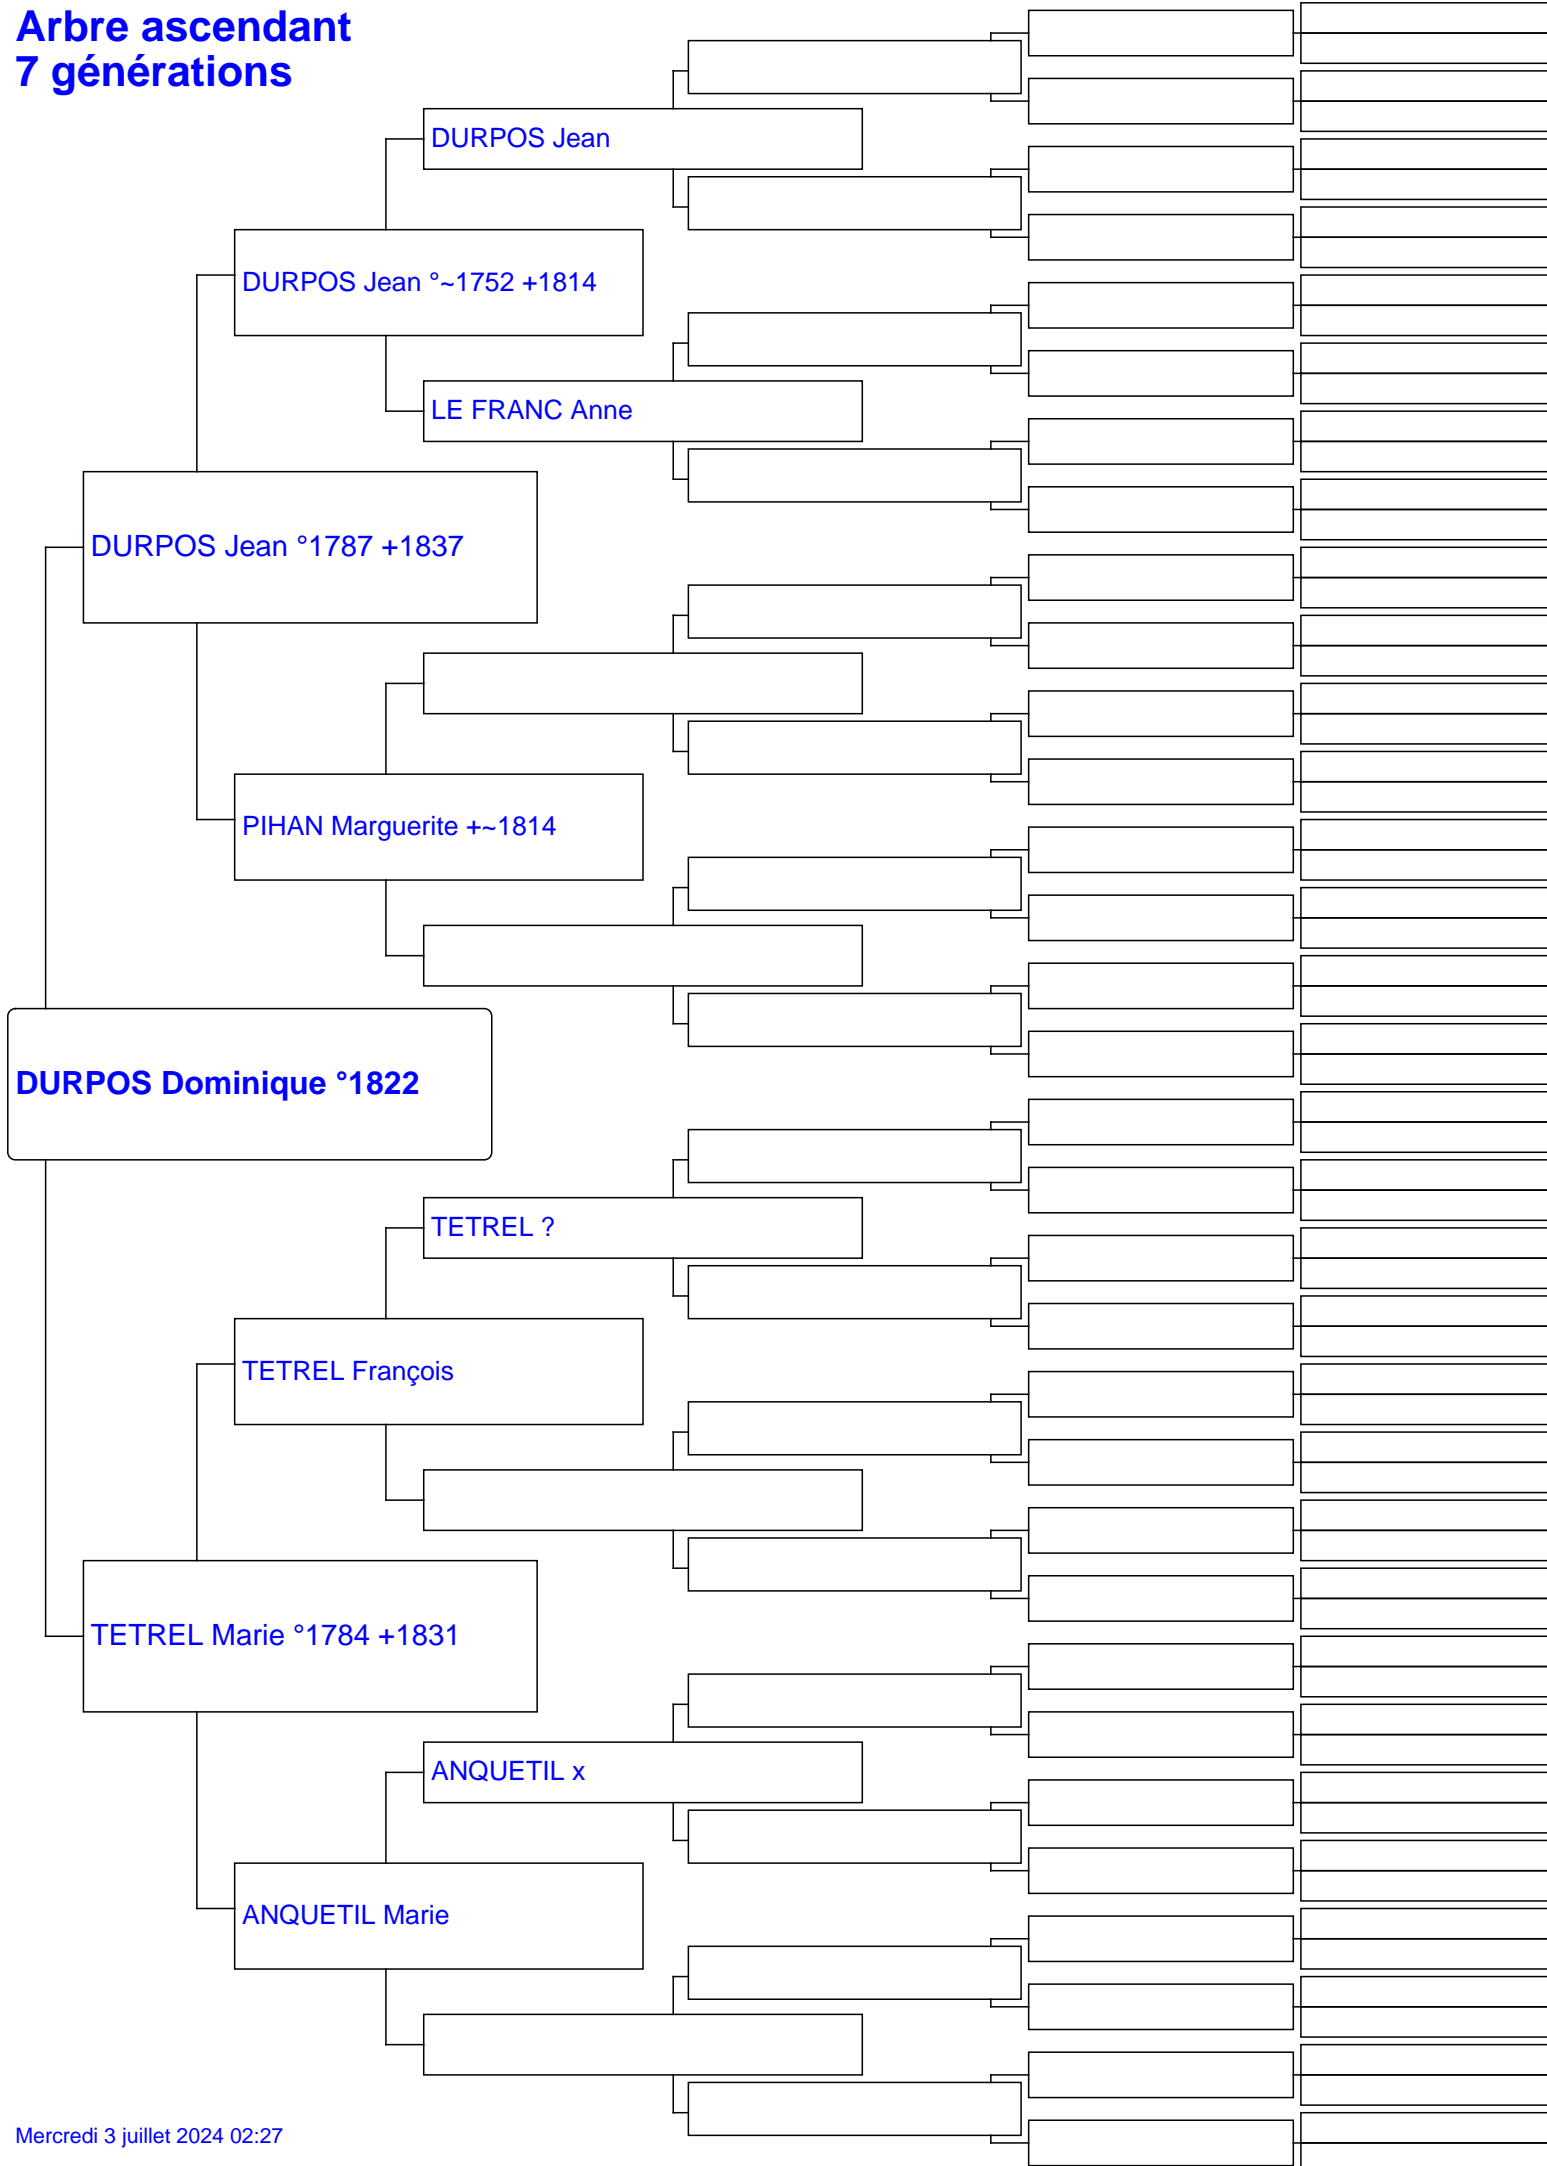 Arbre ascendant
7 générations
DURPOS Jean
DURPOS Jean °~1752 +1814
LE FRANC Anne
DURPOS Jean °1787 +1837
PIHAN Marguerite +~1814
DURPOS Dominique °1822
TETREL ?
TETREL François
TETREL Marie °1784 +1831
ANQUETIL x
ANQUETIL Marie
Mercredi 3 juillet 2024 02:27